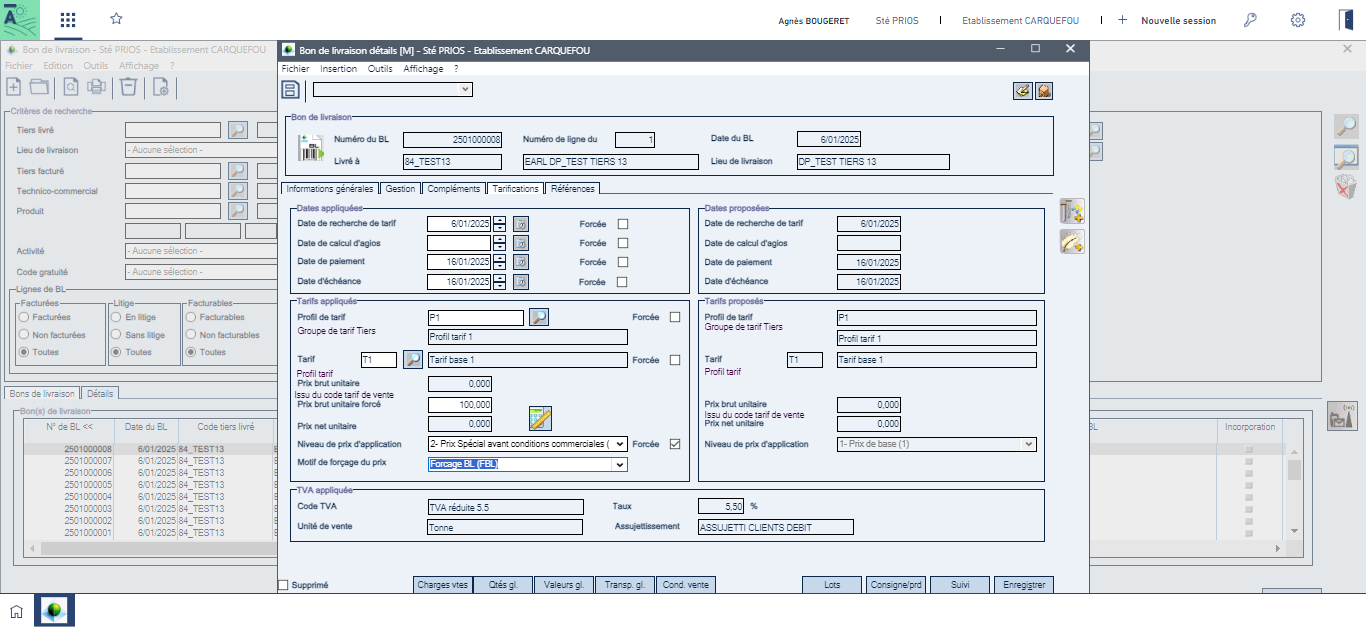 Agnès BOUGERET Sté PRIOS Etablissement CARQUEFOU Nouvelle session
Bon de livraison - Sté PRIOS - Etablissement CARQUEFOU
Fichier Edition Outils Affichage ?
Critères de recherche
Tiers livré
Lieu de livraison - Aucune sélection -
Tiers facturé
Technico-commercial
Produit
Activité - Aucune sélection -
Code gratuité - Aucune sélection -
Lignes de BL
Facturées Litige Facturables
Facturées En litige Facturables
Non facturées Sans litige Non facturables
Toutes Toutes Toutes
Bons de livraison Détails
Bon(s) de livraison
N° de BL << Date du BL Code tiers livré BL Incorporation
2501000008 6/01/2025 84_TEST13
2501000007 6/01/2025 84_TEST13
2501000006 6/01/2025 84_TEST13
2501000005 6/01/2025 84_TEST13
2501000004 6/01/2025 84_TEST13
2501000003 6/01/2025 84_TEST13
2501000002 6/01/2025 84_TEST13
2501000001 6/01/2025 84_TEST13
Bon de livraison détails [M] - Sté PRIOS - Etablissement CARQUEFOU
Fichier Insertion Outils Affichage ?
Bon de livraison
BL
Numéro du BL 2501000008 Numéro de ligne du 1 Date du BL 6/01/2025
Livré à 84_TEST13 EARL DP_TEST TIERS 13 Lieu de livraison DP_TEST TIERS 13
Informations générales Gestion Compléments Tarifications Références
Dates appliquées
Date de recherche de tarif 6/01/2025 Forcée
Date de calcul d'agios Forcée
Date de paiement 16/01/2025 Forcée
Date d'échéance 16/01/2025 Forcée
Dates proposées
Date de recherche de tarif 6/01/2025
Date de calcul d'agios
Date de paiement 16/01/2025
Date d'échéance 16/01/2025
Tarifs appliqués
Profil de tarif P1 Forcée
Groupe de tarif Tiers Profil tarif 1
Tarif T1 Tarif base 1 Forcée
Profil tarif
Prix brut unitaire 0,000
Issu du code tarif de vente
Prix brut unitaire forcé 100,000
Prix net unitaire 0,000
Niveau de prix d'application 2- Prix Spécial avant conditions commerciales ( Forcée
Motif de forçage du prix Forcage BL (FBL)
Tarifs proposés
Profil de tarif P1
Groupe de tarif Tiers Profil tarif 1
Tarif T1 Tarif base 1
Profil tarif
Prix brut unitaire 0,000
Issu du code tarif de vente
Prix net unitaire 0,000
Niveau de prix d'application 1- Prix de base (1)
TVA appliquée
Code TVA TVA réduite 5.5 Taux 5,50 %
Unité de vente Tonne Assujettissement ASSUJETTI CLIENTS DEBIT
Supprimé Charges vtes Qtés gl. Valeurs gl. Transp. gl. Cond. vente Lots Consigne/prd Suivi Enregistrer